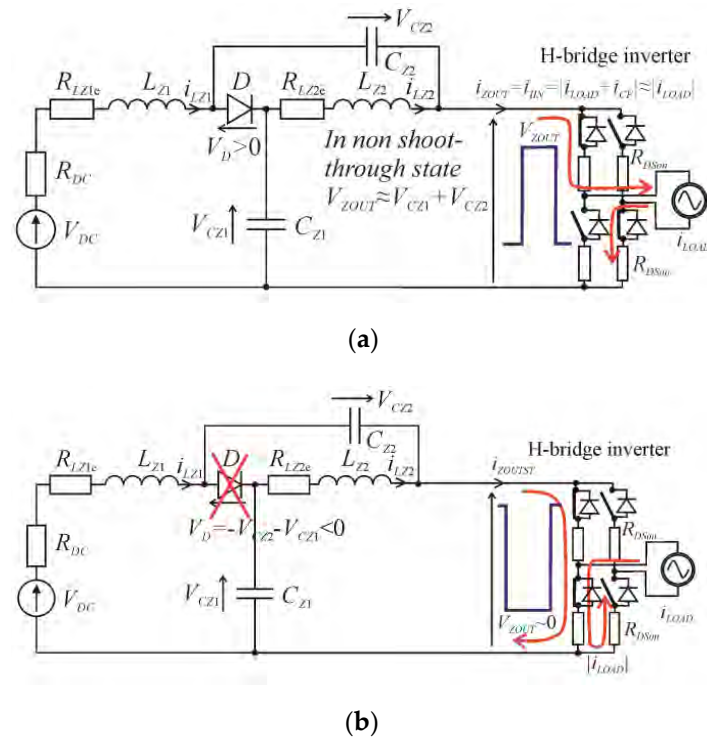 V_CZ2
C_Z2
H-bridge inverter
R_LZ1e L_Z1 i_LZ1 D R_LZ2e L_Z2 i_LZ2
i_ZOUT=i_IIN=|i_LOAD+i_CF|≈|i_LOAD|
V_D>0
In non shoot-
through state
V_ZOUT≈V_CZ1+V_CZ2
V_ZOUT
R_DSon
R_DC
V_DC
V_CZ1 C_Z1
i_LOAD
R_DSon
(a)
V_CZ2
C_Z2
H-bridge inverter
R_LZ1e L_Z1 i_LZ1 D R_LZ2e L_Z2 i_LZ2
i_ZOUTST
V_D=-V_CZ2-V_CZ1<0
R_DSon
R_DC
V_DC
V_CZ1 C_Z1
V_ZOUT~0
i_LOAD
R_DSon
|i_LOAD|
(b)